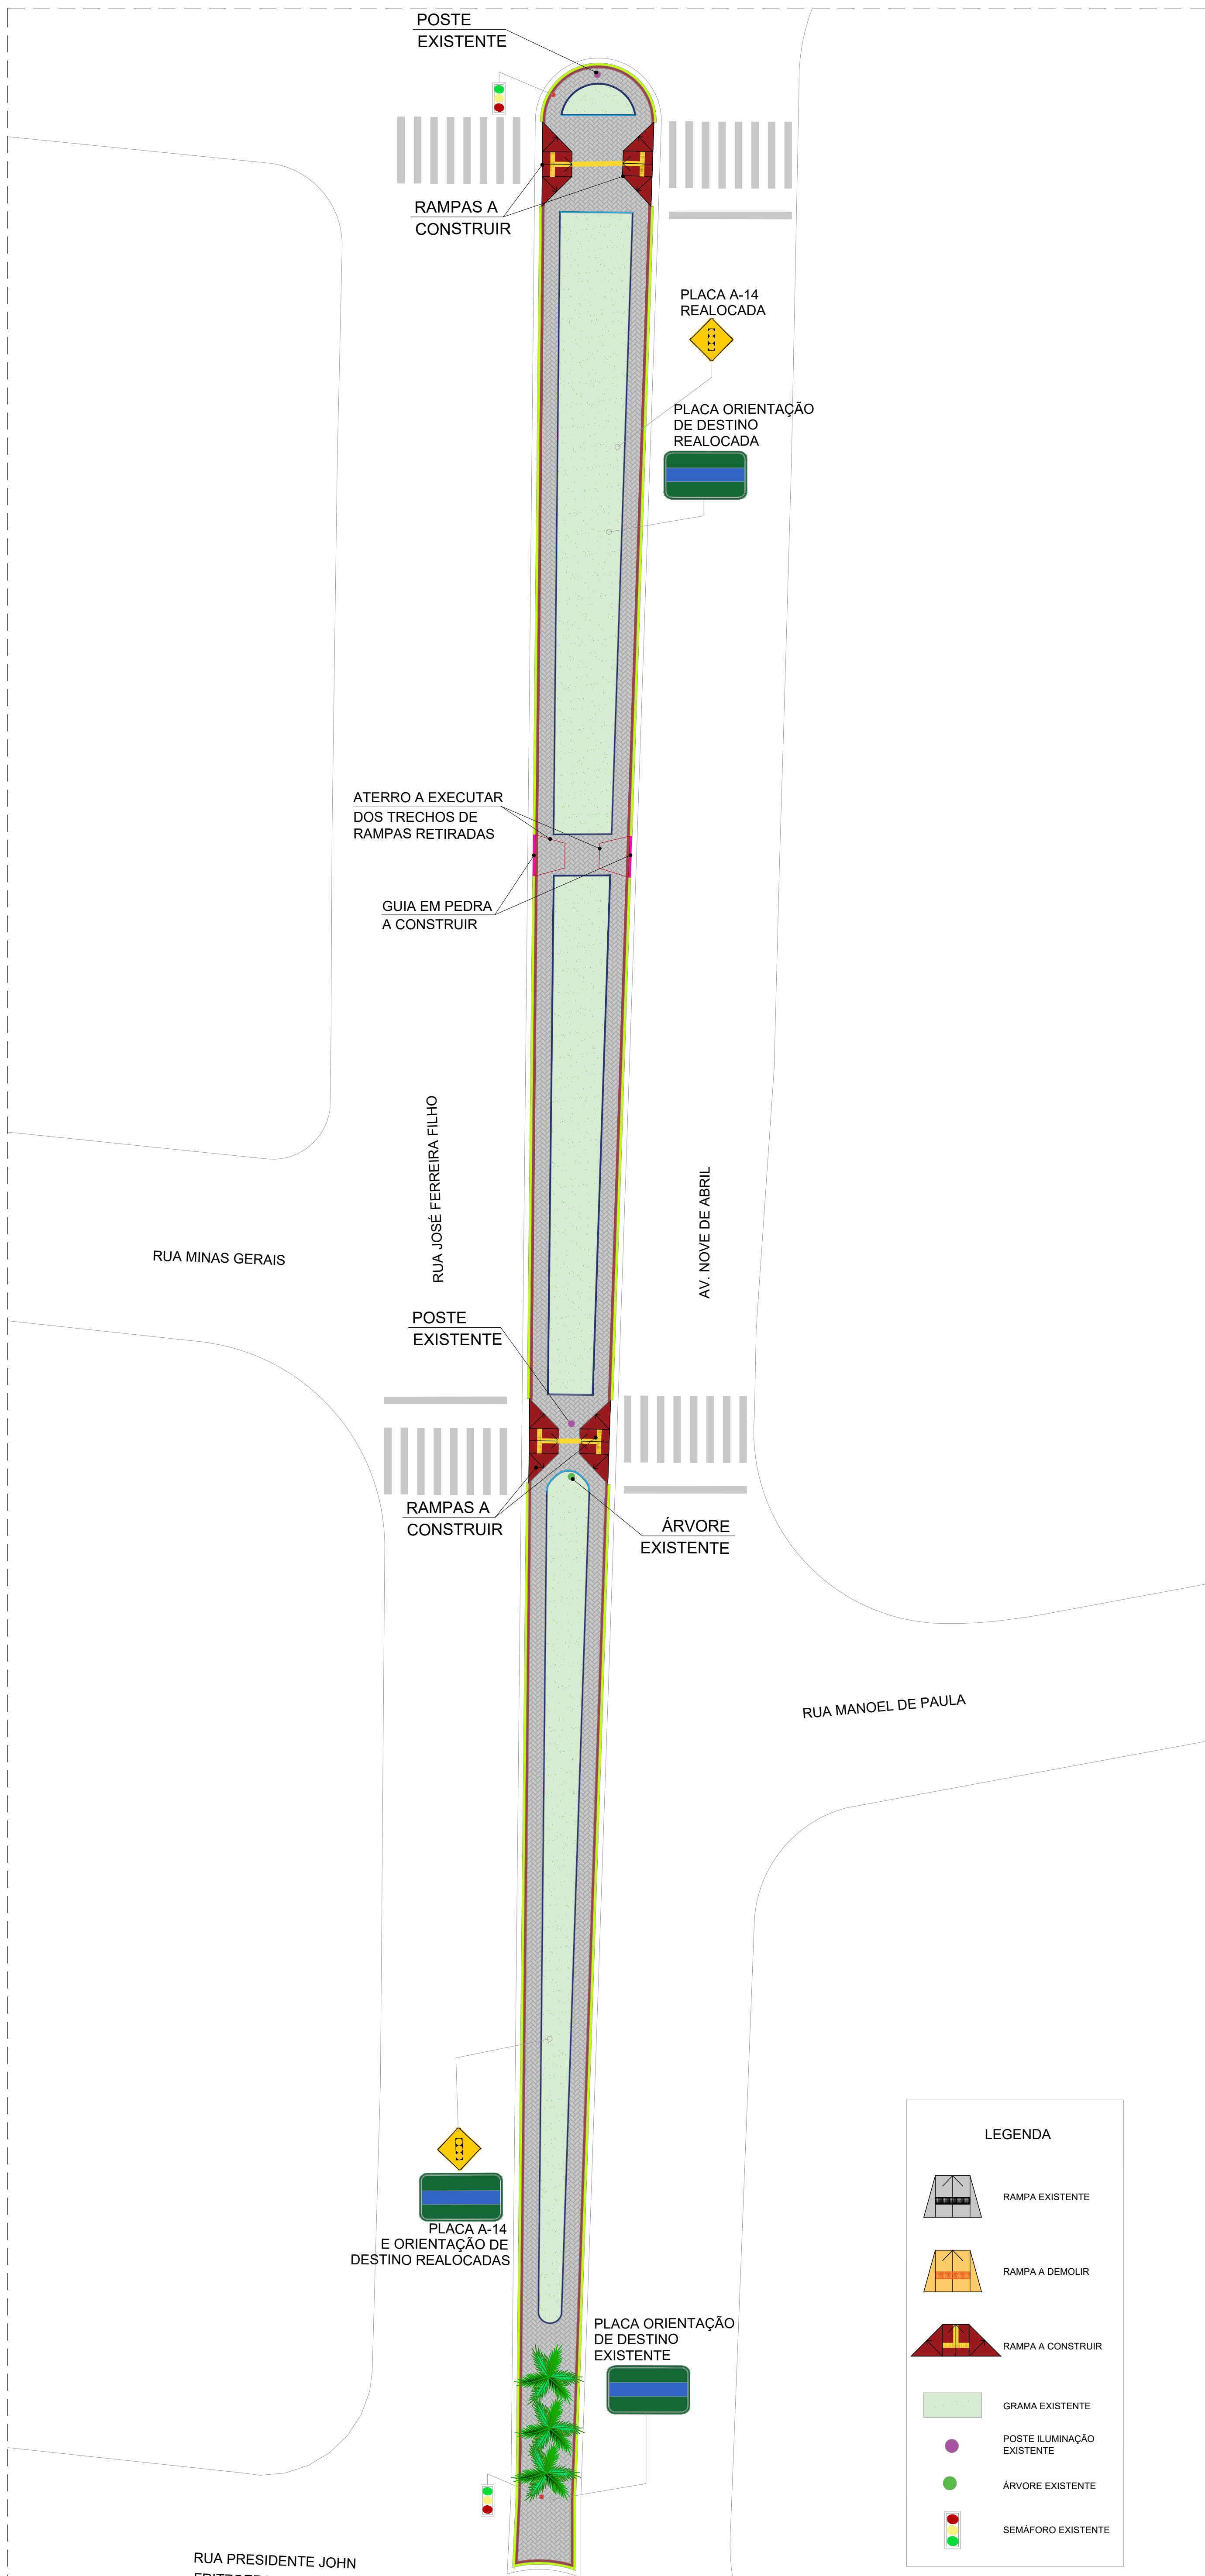 POSTE
EXISTENTE
RAMPAS A
CONSTRUIR
PLACA A-14
REALOCADA
PLACA ORIENTAÇÃO
DE DESTINO
REALOCADA
ATERRO A EXECUTAR
DOS TRECHOS DE
RAMPAS RETIRADAS
GUIA EM PEDRA
A CONSTRUIR
RUA JOSÉ FERREIRA FILHO
AV. NOVE DE ABRIL
RUA MINAS GERAIS
POSTE
EXISTENTE
RAMPAS A
CONSTRUIR
ÁRVORE
EXISTENTE
RUA MANOEL DE PAULA
PLACA A-14
E ORIENTAÇÃO DE
DESTINO REALOCADAS
PLACA ORIENTAÇÃO
DE DESTINO
EXISTENTE
LEGENDA
RAMPA EXISTENTE
RAMPA A DEMOLIR
RAMPA A CONSTRUIR
GRAMA EXISTENTE
POSTE ILUMINAÇÃO
EXISTENTE
ÁRVORE EXISTENTE
SEMÁFORO EXISTENTE
RUA PRESIDENTE JOHN